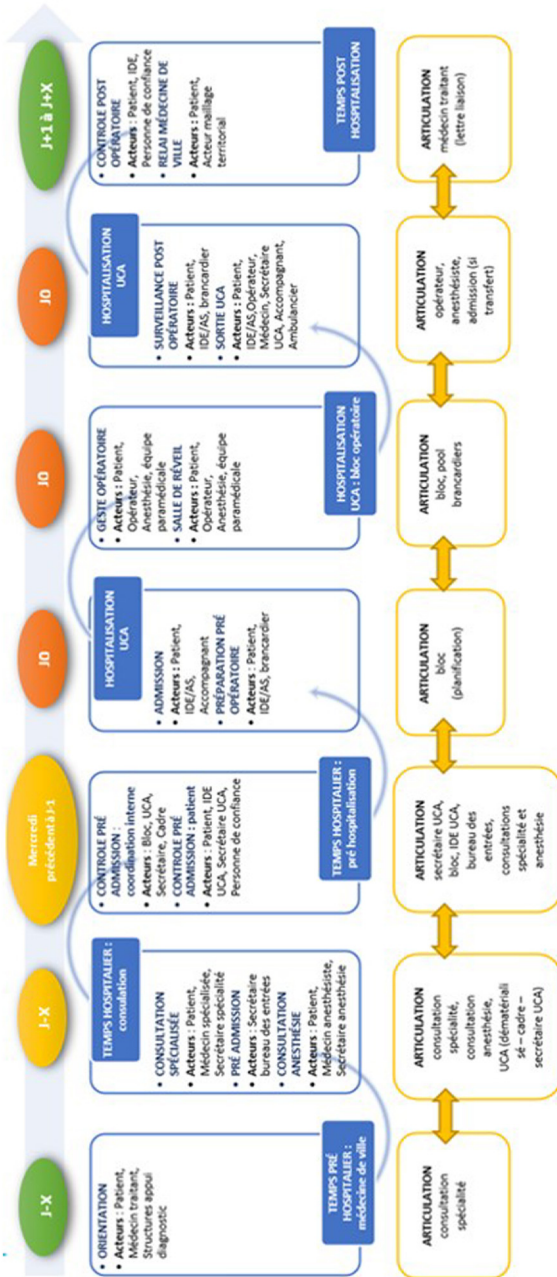 J-X
J-X
Mercredi
précédent à J-1
J0
J0
J0
J+1 à J+X
• ORIENTATION
• Acteurs : Patient,
Médecin traitant,
Structures appui
diagnostic
TEMPS PRÉ
HOSPITALIER :
médecine de ville
TEMPS HOSPITALIER :
consulation
• CONSULTATION
SPÉCIALISÉE
• Acteurs : Patient,
Médecin spécialisée,
Secrétaire spécialité
• PRÉ ADMISSION
• Acteurs : Secrétaire
bureau des entrées
• CONSULTATION
ANESTHÉSIE
• Acteurs : Patient,
Médecin anesthésiste,
Secrétaire anesthésie
• CONTROLE PRÉ
ADMISSION :
coordination interne
• Acteurs : Bloc, UCA,
Secrétaire, Cadre
• CONTROLE PRÉ
ADMISSION : patient
• Acteurs : Patient, IDE
UCA, Secrétaire UCA,
Personne de confiance
TEMPS HOSPITALIER :
pré hospitalisation
HOSPITALISATION
UCA
• ADMISSION
• Acteurs : Patient,
IDE/AS,
Accompagnant
• PRÉPARATION PRÉ
OPÉRATOIRE
• Acteurs : Patient,
IDE/AS, brancardier
• GESTE OPÉRATOIRE
• Acteurs : Patient,
Opérateur,
Anesthésie, équipe
paramédicale
• SALLE DE RÉVEIL
• Acteurs : Patient,
Opérateur,
Anesthésie, équipe
paramédicale
HOSPITALISATION
UCA : bloc opératoire
HOSPITALISATION
UCA
• SURVEILLANCE POST
OPÉRATOIRE
• Acteurs : Patient,
IDE/AS, brancardier
• SORTIE UCA
• Acteurs : Patient,
IDE/AS,Opérateur,
Médecin, Secrétaire
UCA, Accompagnant,
Ambulancier
• CONTROLE POST
OPÉRATOIRE
• Acteurs : Patient, IDE,
Personne de confiance
• RELAI MÉDECINE DE
VILLE
• Acteurs : Patient,
Acteur maillage
territorial
TEMPS POST
HOSPITALISATION
ARTICULATION
consultation
spécialité
ARTICULATION
consultation
spécialité,
consultation
anesthésie,
UCA (dématériali
sé – cadre –
secrétaire UCA)
ARTICULATION
secrétaire UCA,
bloc, IDE UCA,
bureau des
entrées,
consultations
spécialité et
anesthésie
ARTICULATION
bloc
(planification)
ARTICULATION
bloc, pool
brancardiers
ARTICULATION
opérateur,
anesthésiste,
admission (si
transfert)
ARTICULATION
médecin traitant
(lettre liaison)